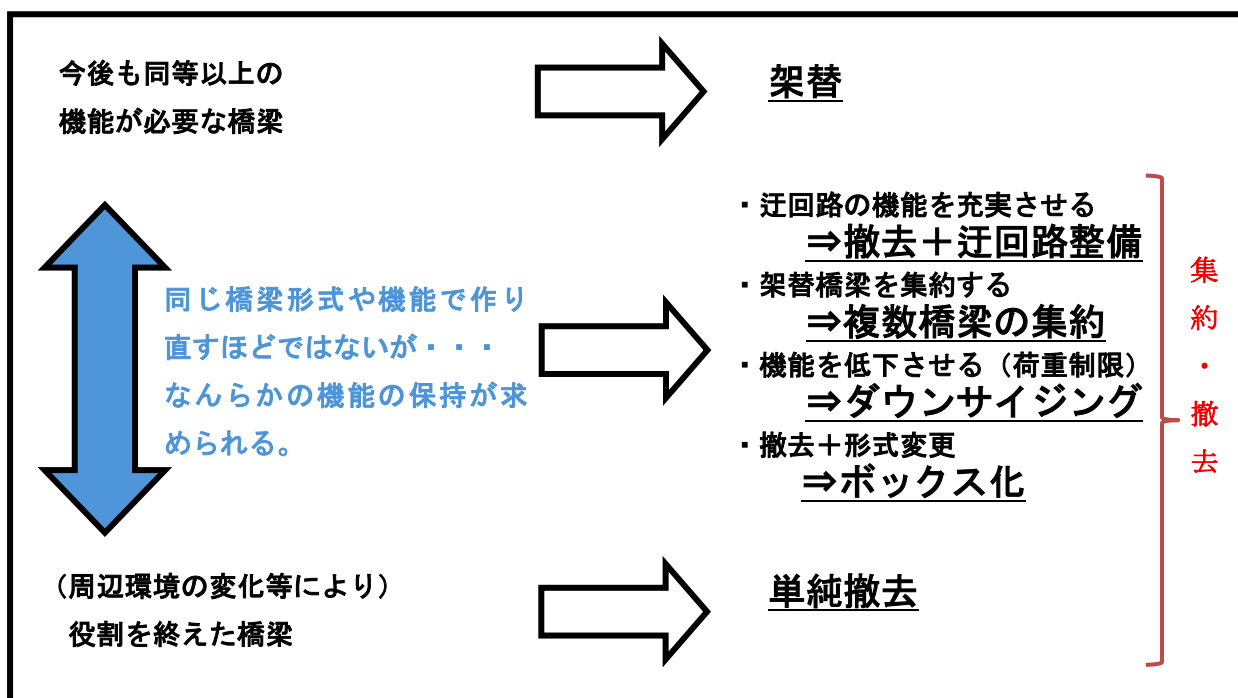 今後も同等以上の
機能が必要な橋梁
架替
同じ橋梁形式や機能で作り
直すほどではないが・・・
なんらかの機能の保持が求
められる。
・迂回路の機能を充実させる
⇒撤去＋迂回路整備
・架替橋梁を集約する
⇒複数橋梁の集約
・機能を低下させる（荷重制限）
⇒ダウンサイジング
・撤去＋形式変更
⇒ボックス化
集約・撤去
（周辺環境の変化等により）
役割を終えた橋梁
単純撤去